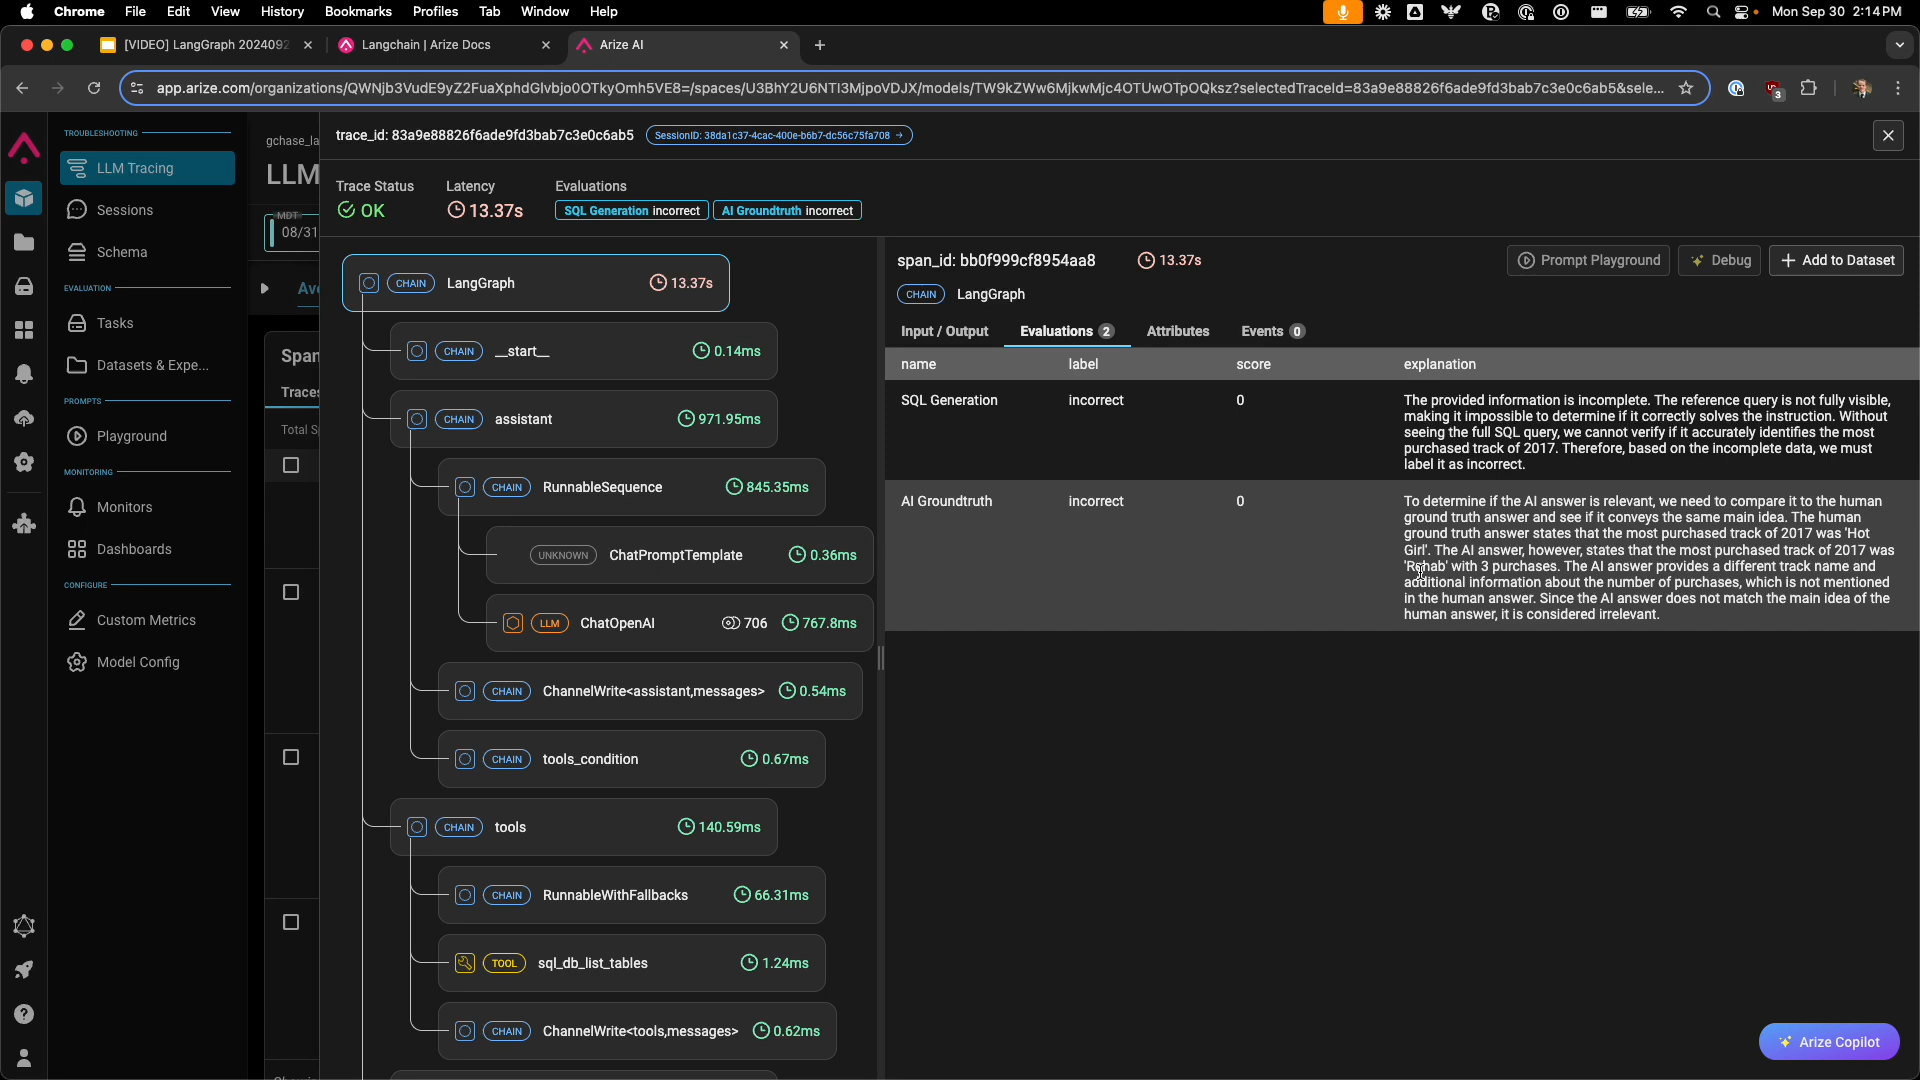 Chrome File Edit View History Bookmarks Profiles Tab Window Help
Mon Sep 30 2:14 PM
[VIDEO] LangGraph 202409
Langchain | Arize Docs
Arize AI
app.arize.com/organizations/QWNjb3VudE9yZ2FuaXphdGlvbjo0OTkyOmh5VE8=/spaces/U3BhY2U6NTI3MjpoVDJX/models/TW9kZWw6MjkwMjc4OTUwOTpOQksz?selectedTraceId=83a9e88826f6ade9fd3bab7c3e0c6ab5&sele...
3
TROUBLESHOOTING
LLM Tracing
Sessions
Schema
EVALUATION
Tasks
Datasets & Expe...
PROMPTS
Playground
MONITORING
Monitors
Dashboards
CONFIGURE
Custom Metrics
Model Config
gchase_la
LLM
MDT
08/31
Ave
Span
Traces
Total S
trace_id: 83a9e88826f6ade9fd3bab7c3e0c6ab5
SessionID: 38da1c37-4cac-400e-b6b7-dc56c75fa708 →
Trace Status
OK
Latency
13.37s
Evaluations
SQL Generation incorrect
AI Groundtruth incorrect
CHAIN LangGraph 13.37s
CHAIN __start__ 0.14ms
CHAIN assistant 971.95ms
CHAIN RunnableSequence 845.35ms
UNKNOWN ChatPromptTemplate 0.36ms
LLM ChatOpenAI 706 767.8ms
CHAIN ChannelWrite<assistant,messages> 0.54ms
CHAIN tools_condition 0.67ms
CHAIN tools 140.59ms
CHAIN RunnableWithFallbacks 66.31ms
TOOL sql_db_list_tables 1.24ms
CHAIN ChannelWrite<tools,messages> 0.62ms
span_id: bb0f999cf8954aa8 13.37s
Prompt Playground
Debug
Add to Dataset
CHAIN LangGraph
Input / Output Evaluations 2 Attributes Events 0
name label score explanation
SQL Generation incorrect 0
The provided information is incomplete. The reference query is not fully visible,
making it impossible to determine if it correctly solves the instruction. Without
seeing the full SQL query, we cannot verify if it accurately identifies the most
purchased track of 2017. Therefore, based on the incomplete data, we must
label it as incorrect.
AI Groundtruth incorrect 0
To determine if the AI answer is relevant, we need to compare it to the human
ground truth answer and see if it conveys the same main idea. The human
ground truth answer states that the most purchased track of 2017 was 'Hot
Girl'. The AI answer, however, states that the most purchased track of 2017 was
'Rehab' with 3 purchases. The AI answer provides a different track name and
additional information about the number of purchases, which is not mentioned
in the human answer. Since the AI answer does not match the main idea of the
human answer, it is considered irrelevant.
Arize Copilot